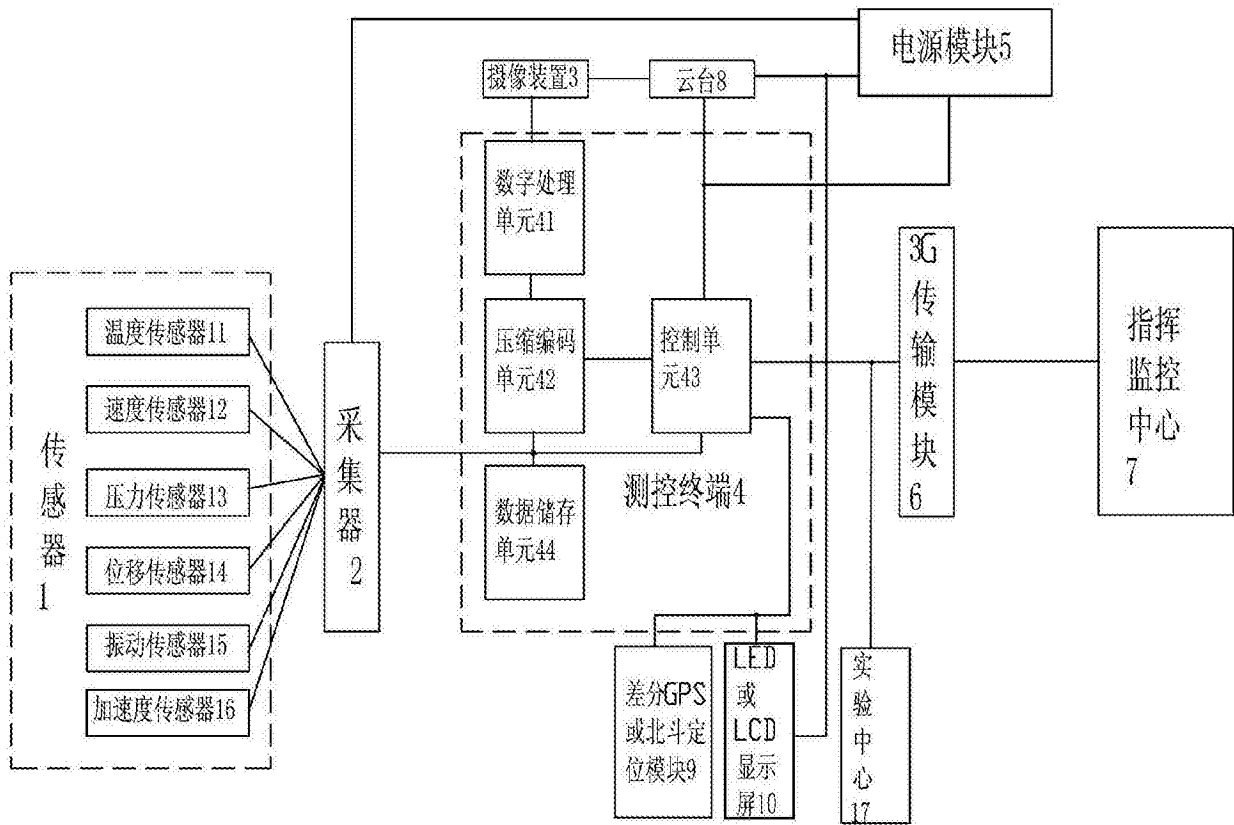 电源模块5
摄像装置3
云台8
数字处理
单元41
3G
传
输
模
块
6
指挥
监控
中心
7
传
感
器
1
温度传感器11
速度传感器12
压力传感器13
位移传感器14
振动传感器15
加速度传感器16
采
集
器
2
压缩编码
单元42
控制单
元43
测控终端4
数据储存
单元44
差分GPS
或北斗定
位模块9
LED
或
LCD
显示
屏10
实
验
中
心
17